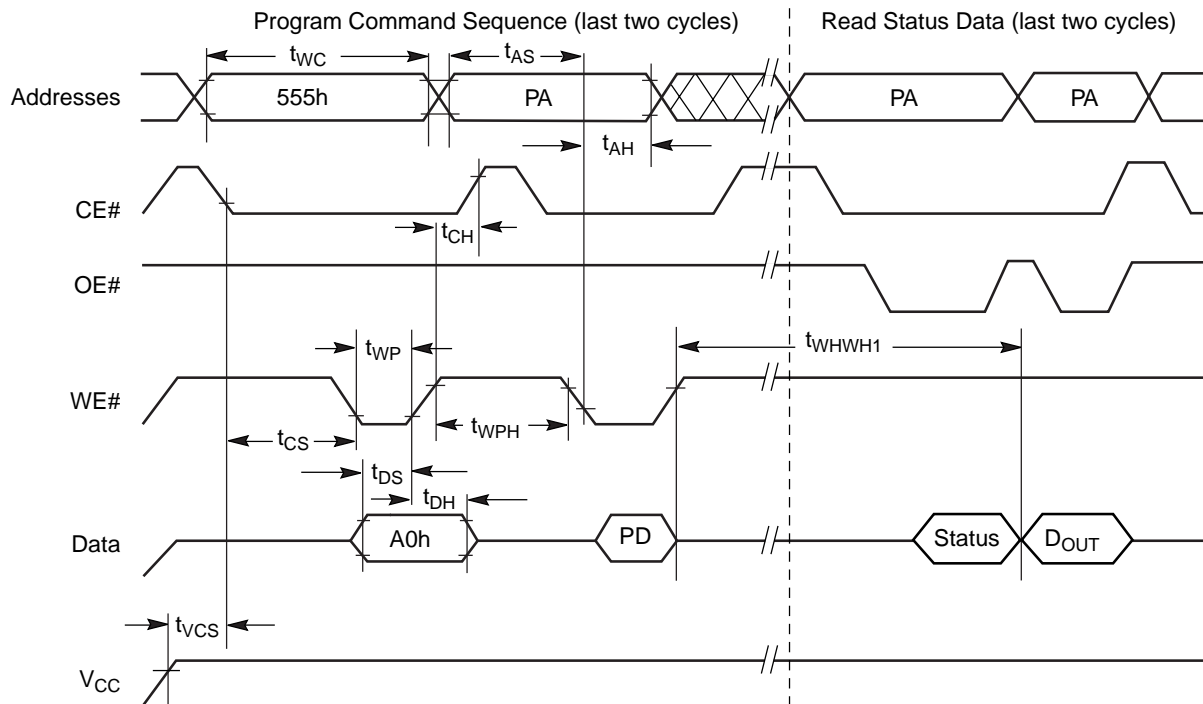 Program Command Sequence (last two cycles) Read Status Data (last two cycles)
tWC tAS
Addresses 555h PA PA PA
tAH
CE#
tCH
OE#
tWP tWHWH1
WE#
tCS tWPH
tDS
tDH
Data A0h PD Status DOUT
tVCS
VCC